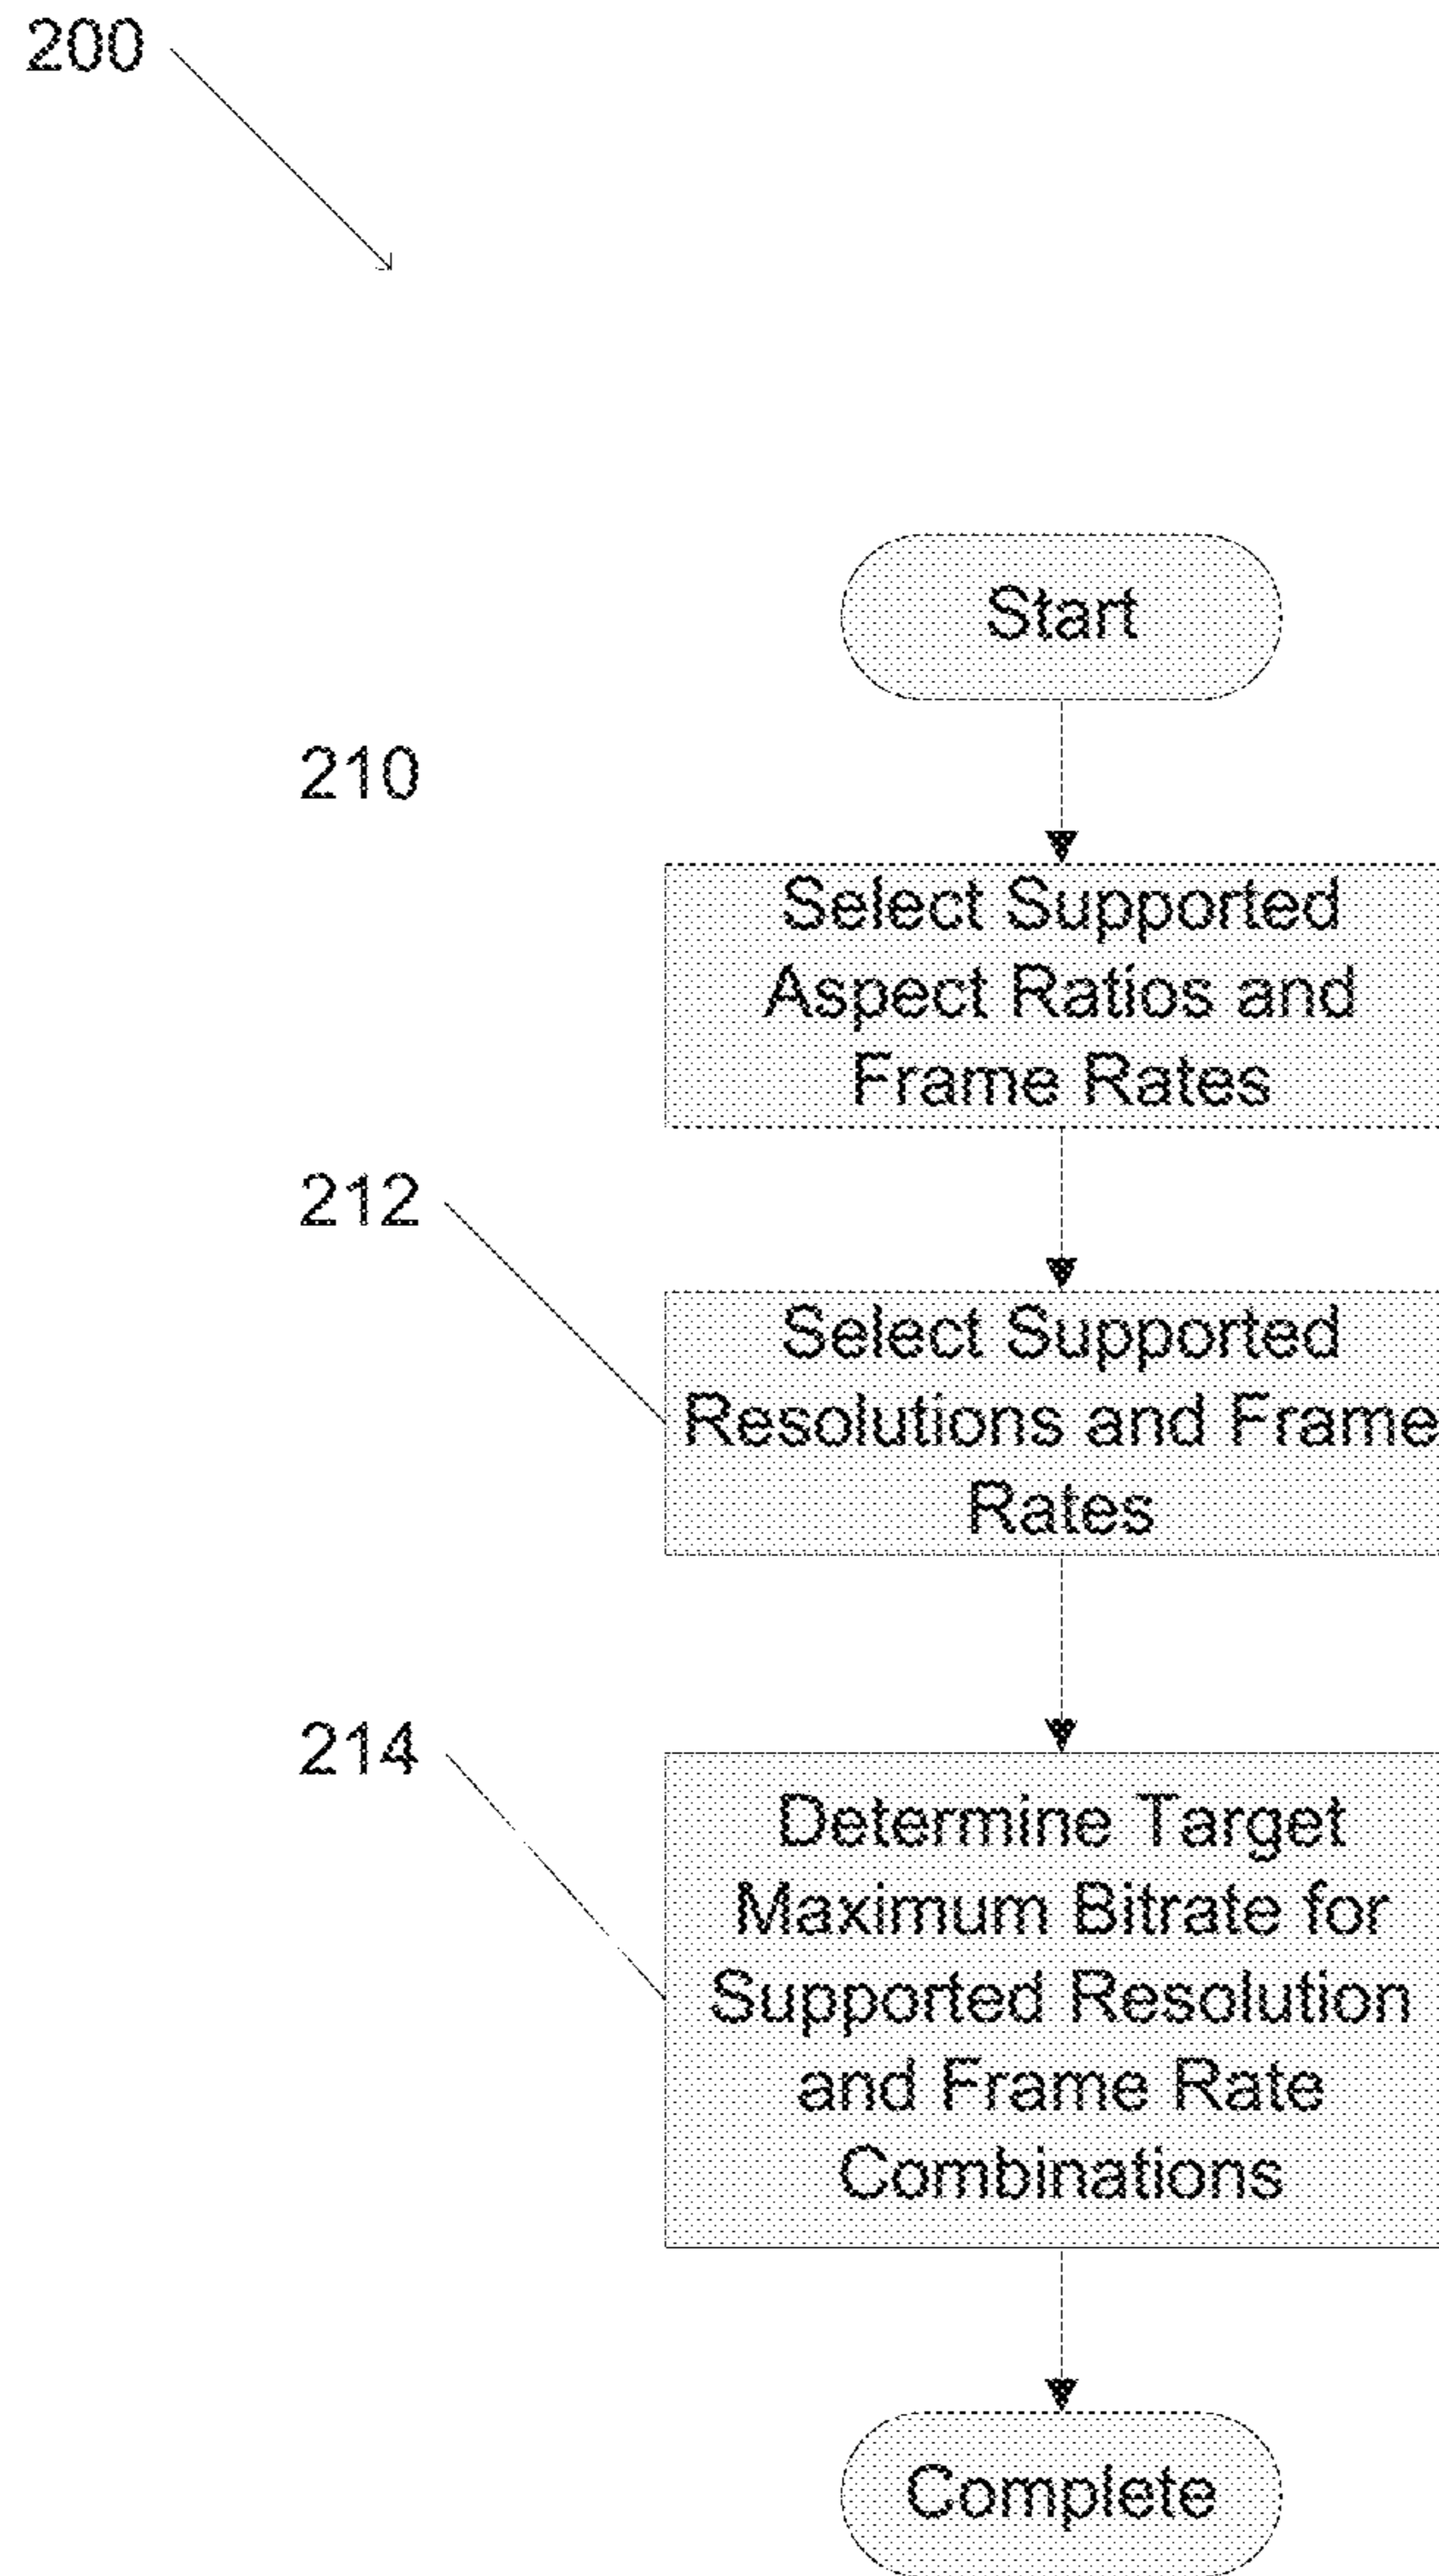 200
Start
210
Select Supported
Aspect Ratios and
Frame Rates
212
Select Supported
Resolutions and Frame
Rates
214
Determine Target
Maximum Bitrate for
Supported Resolution
and Frame Rate
Combinations
Complete